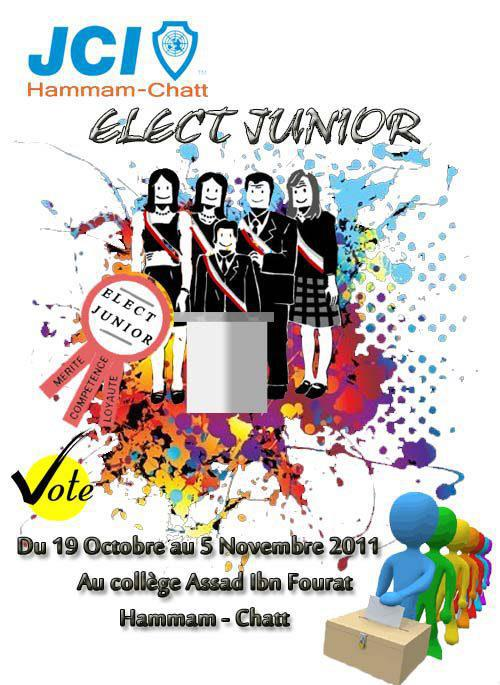 JCI
TM
Hammam-Chatt
ELECT JUNIOR
ELECT
JUNIOR
MERITE
COMPETENCE
LOYAUTE
Vote
Du 19 Octobre au 5 Novembre 2011
Au collège Assad Ibn Fourat
Hammam - Chatt